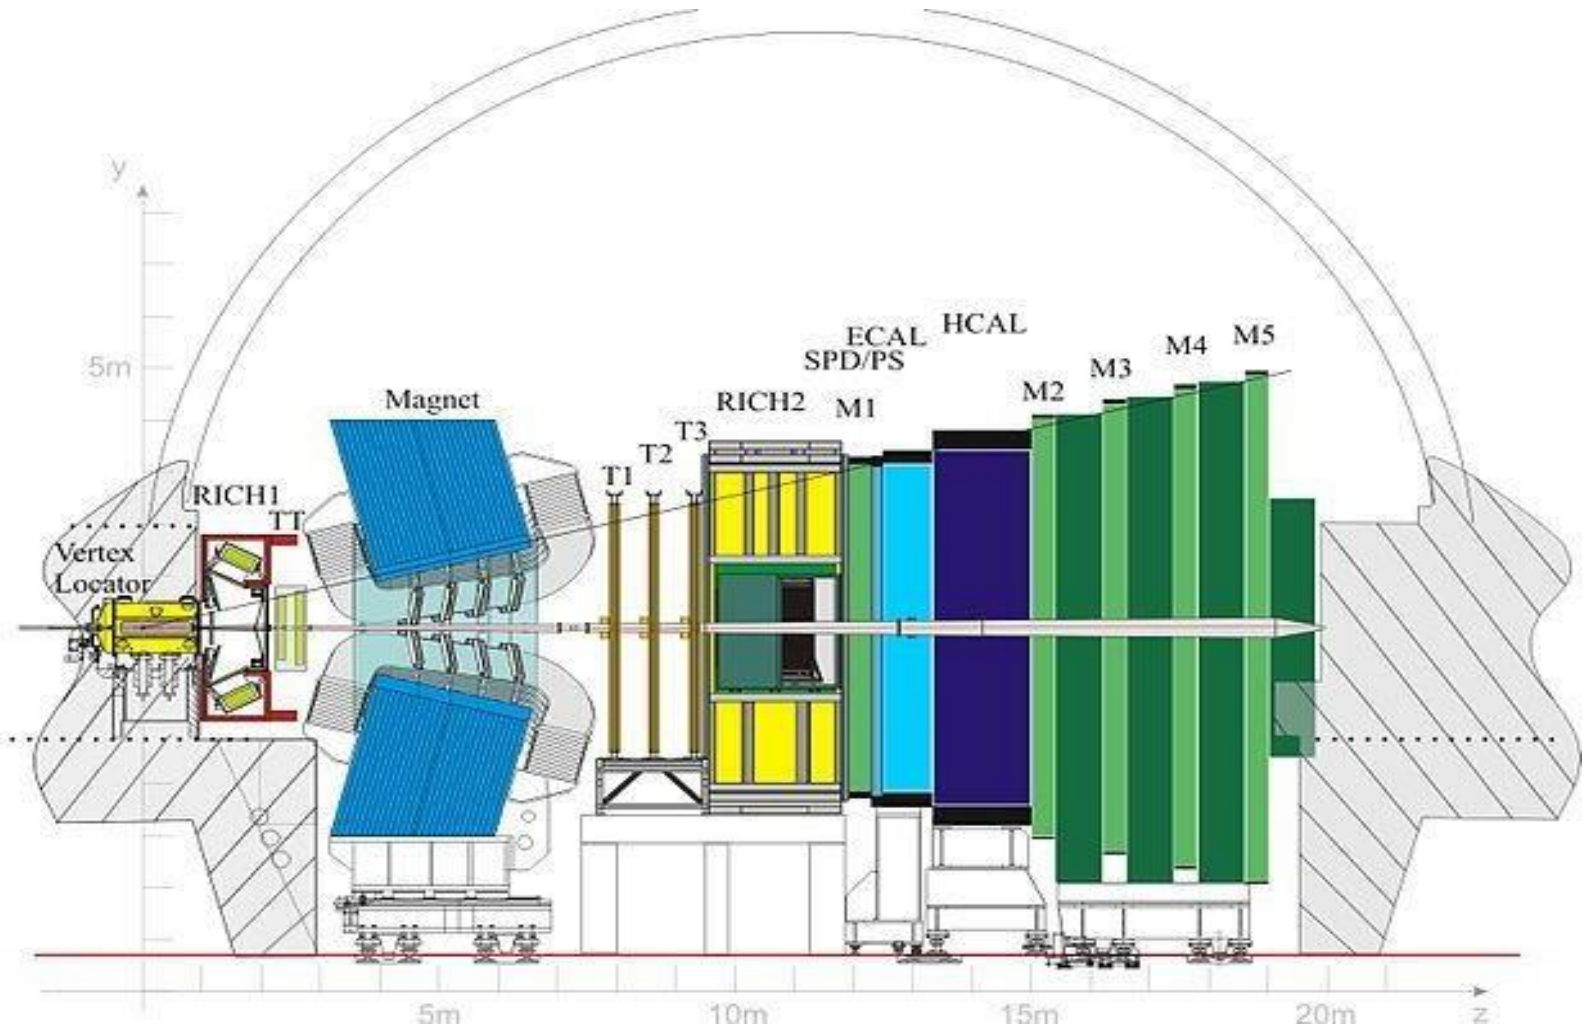 y
5m
ECAL
HCAL
SPD/PS
M5
M4
M3
M2
Magnet
RICH2
M1
T3
T2
T1
RICH1
TT
Vertex
Locator
5m
10m
15m
20m
z